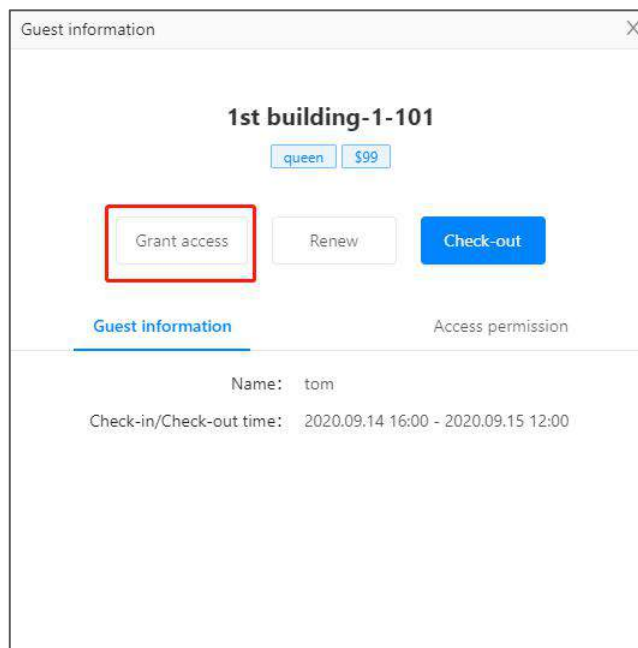 Guest information
1st building-1-101
queen $99
Grant access Renew Check-out
Guest information Access permission
Name: tom
Check-in/Check-out time: 2020.09.14 16:00 - 2020.09.15 12:00